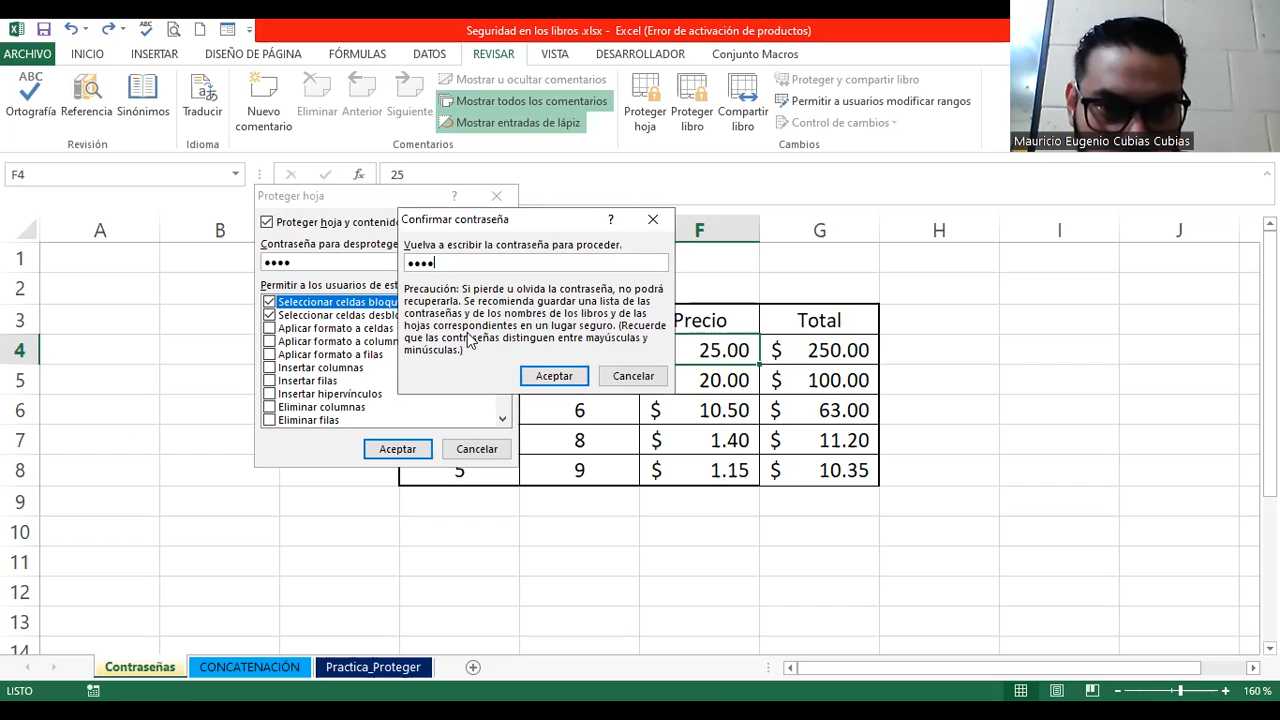 Seguridad en los libros .xlsx - Excel (Error de activación de productos)
ARCHIVO INICIO INSERTAR DISEÑO DE PÁGINA FÓRMULAS DATOS REVISAR VISTA DESARROLLADOR Conjunto Macros
ABC
Ortografía
Referencia
Sinónimos
Traducir
Nuevo comentario
Eliminar
Anterior
Siguiente
Mostrar u ocultar comentarios
Mostrar todos los comentarios
Mostrar entradas de lápiz
Proteger hoja
Proteger libro
Compartir libro
Proteger y compartir libro
Permitir a usuarios modificar rangos
Control de cambios
Revisión Idioma Comentarios Cambios
Mauricio Eugenio Cubias Cubias
F4 fx 25
Proteger hoja ?
Proteger hoja y contenid
Contraseña para desprotege
••••
Permitir a los usuarios de est
Seleccionar celdas bloqu
Seleccionar celdas desblo
Aplicar formato a celdas
Aplicar formato a column
Aplicar formato a filas
Insertar columnas
Insertar filas
Insertar hipervínculos
Eliminar columnas
Eliminar filas
Aceptar Cancelar
Confirmar contraseña ?
Vuelva a escribir la contraseña para proceder.
••••
Precaución: Si pierde u olvida la contraseña, no podrá
recuperarla. Se recomienda guardar una lista de las
contraseñas y de los nombres de los libros y de las
hojas correspondientes en un lugar seguro. (Recuerde
que las contraseñas distinguen entre mayúsculas y
minúsculas.)
Aceptar Cancelar
A B F G H I J
1
2
3 Precio Total
4 25.00 $ 250.00
5 20.00 $ 100.00
6 6 $ 10.50 $ 63.00
7 8 $ 1.40 $ 11.20
8 5 9 $ 1.15 $ 10.35
9
10
11
12
13
14
Contraseñas CONCATENACIÓN Practica_Proteger
LISTO 160 %